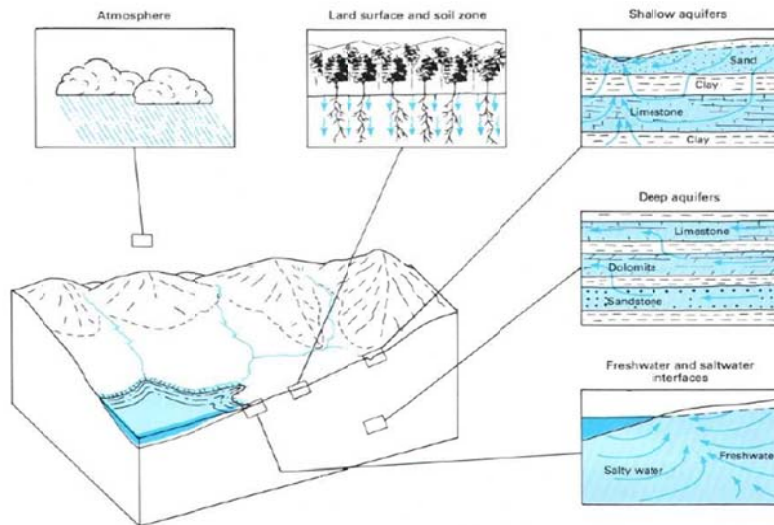 Atmosphere
Land surface and soil zone
Shallow aquifers
Sand
Clay
Limestone
Clay
Deep aquifers
Limestone
Dolomite
Sandstone
Freshwater and saltwater
interfaces
Salty water
Freshwater